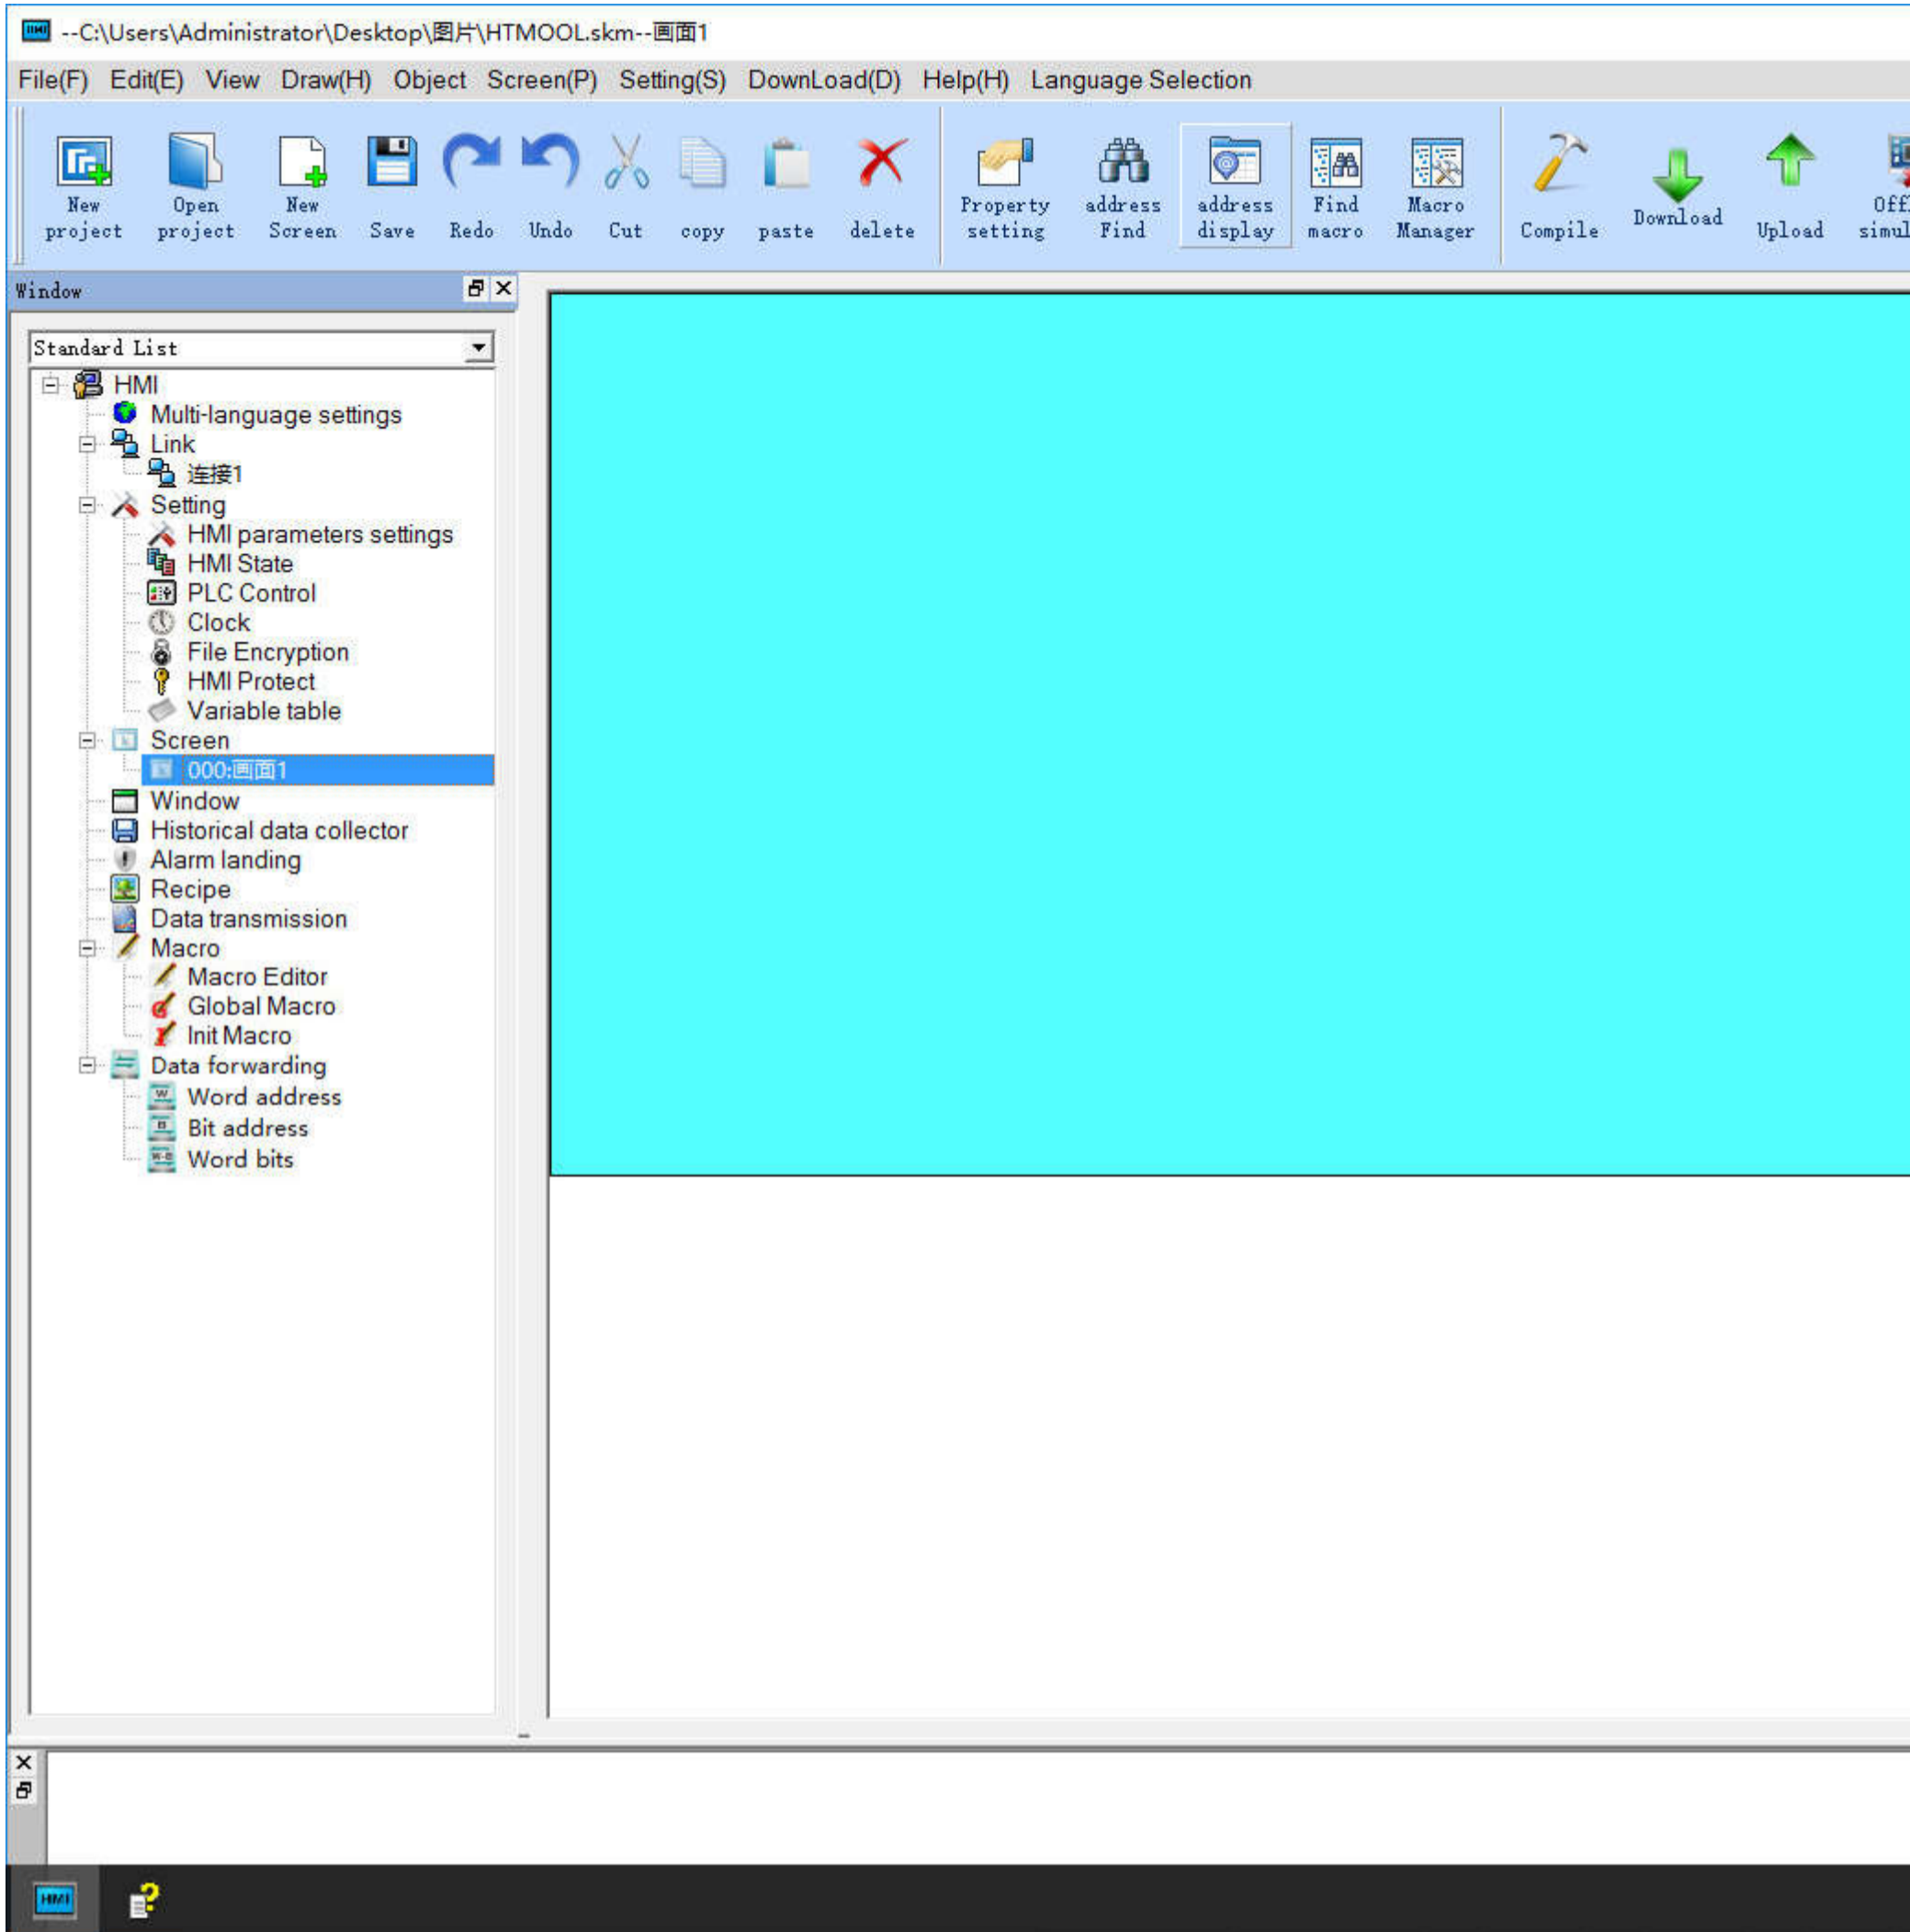 --C:\Users\Administrator\Desktop\图片\HTMOOL.skm--画面1
File(F) Edit(E) View Draw(H) Object Screen(P) Setting(S) DownLoad(D) Help(H) Language Selection
New project
Open project
New Screen
Save
Redo
Undo
Cut
copy
paste
delete
Property setting
address Find
address display
Find macro
Macro Manager
Compile
Download
Upload
Window
Standard List
HMI
Multi-language settings
Link
连接1
Setting
HMI parameters settings
HMI State
PLC Control
Clock
File Encryption
HMI Protect
Variable table
Screen
000:画面1
Window
Historical data collector
Alarm landing
Recipe
Data transmission
Macro
Macro Editor
Global Macro
Init Macro
Data forwarding
Word address
Bit address
Word bits
HMI